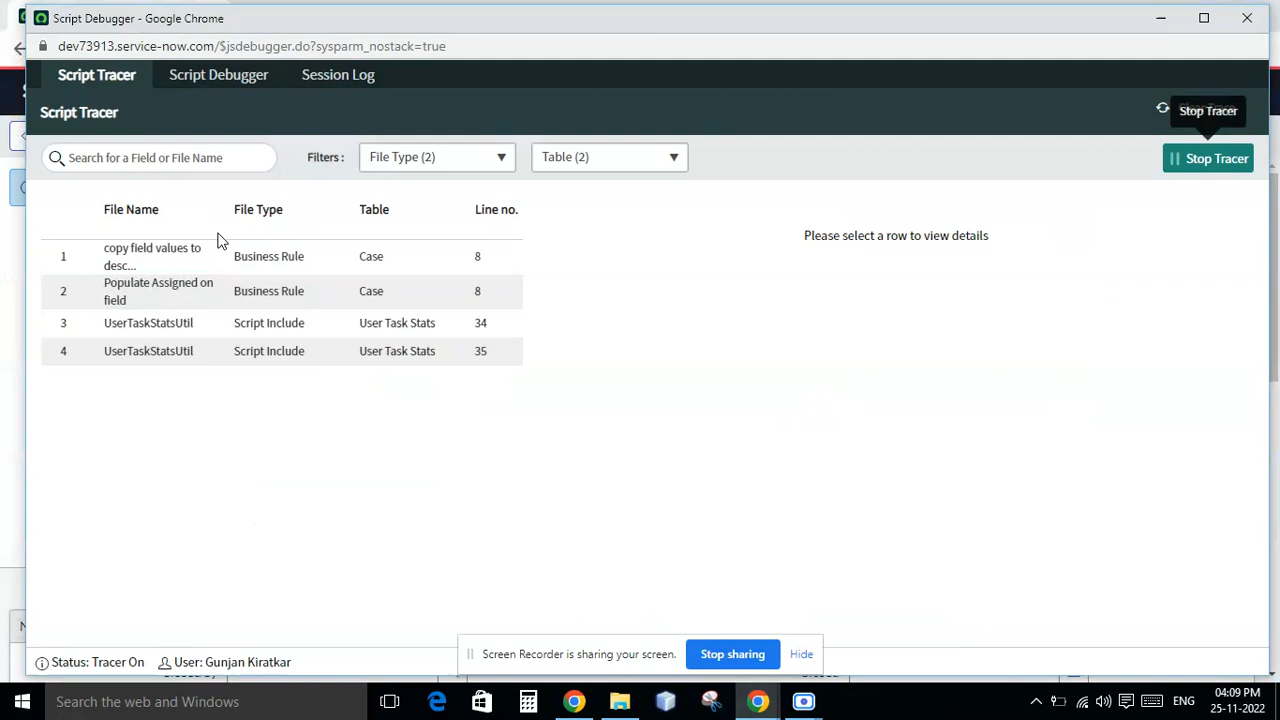 Script Debugger - Google Chrome
dev73913.service-now.com/$jsdebugger.do?sysparm_nostack=true
Script Tracer Script Debugger Session Log
Script Tracer
Stop Tracer
Search for a Field or File Name Filters : File Type (2) Table (2) Stop Tracer
File Name File Type Table Line no.
Please select a row to view details
1 copy field values to desc... Business Rule Case 8
2 Populate Assigned on field Business Rule Case 8
3 UserTaskStatsUtil Script Include User Task Stats 34
4 UserTaskStatsUtil Script Include User Task Stats 35
Screen Recorder is sharing your screen. Stop sharing Hide
Status: Tracer On User: Gunjan Kiratkar
Search the web and Windows
ENG
04:09 PM
25-11-2022